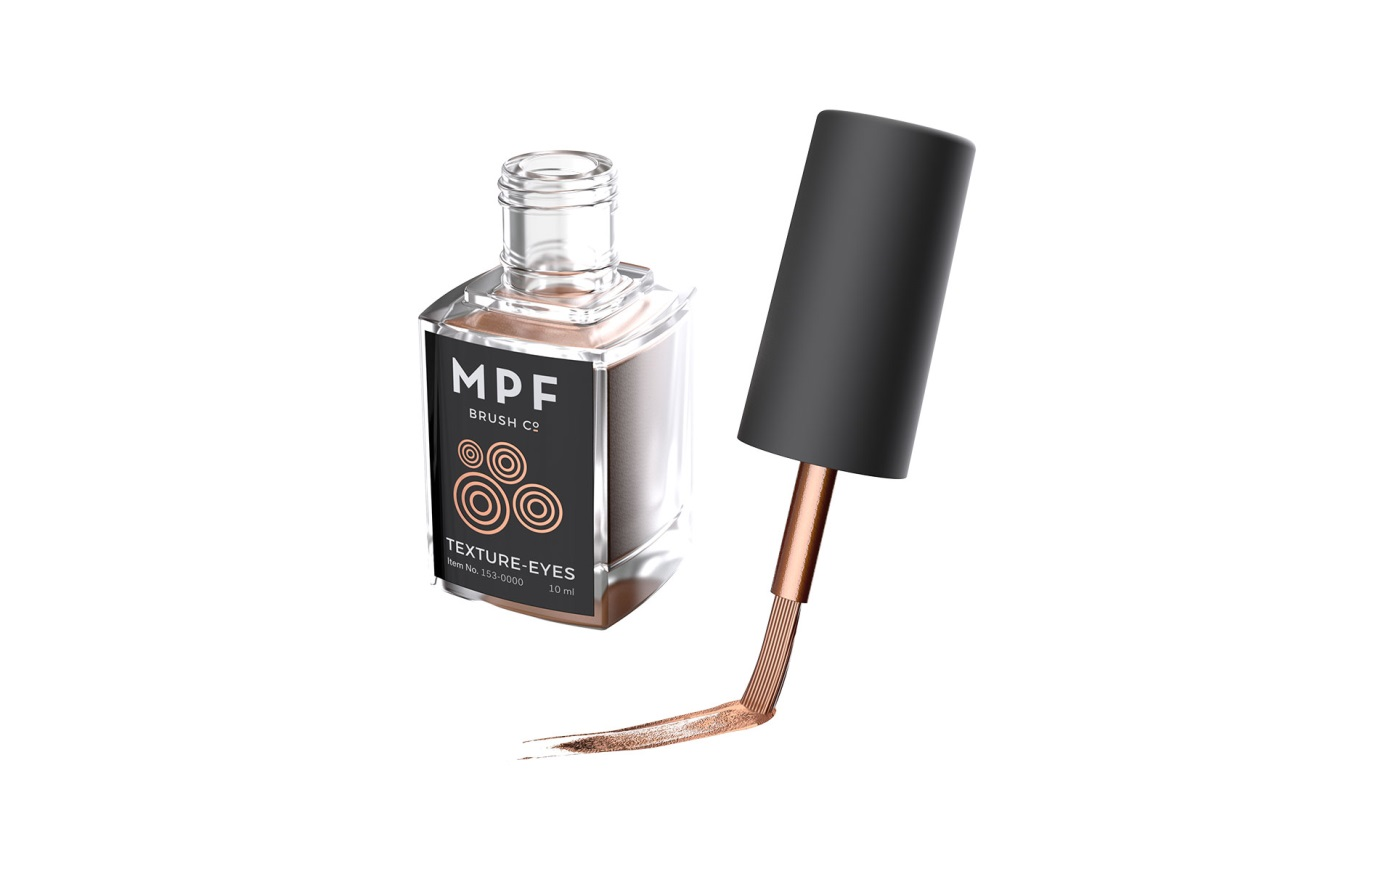 MPF
BRUSH Cº
TEXTURE-EYES
Item No. 153-0000
10 ml